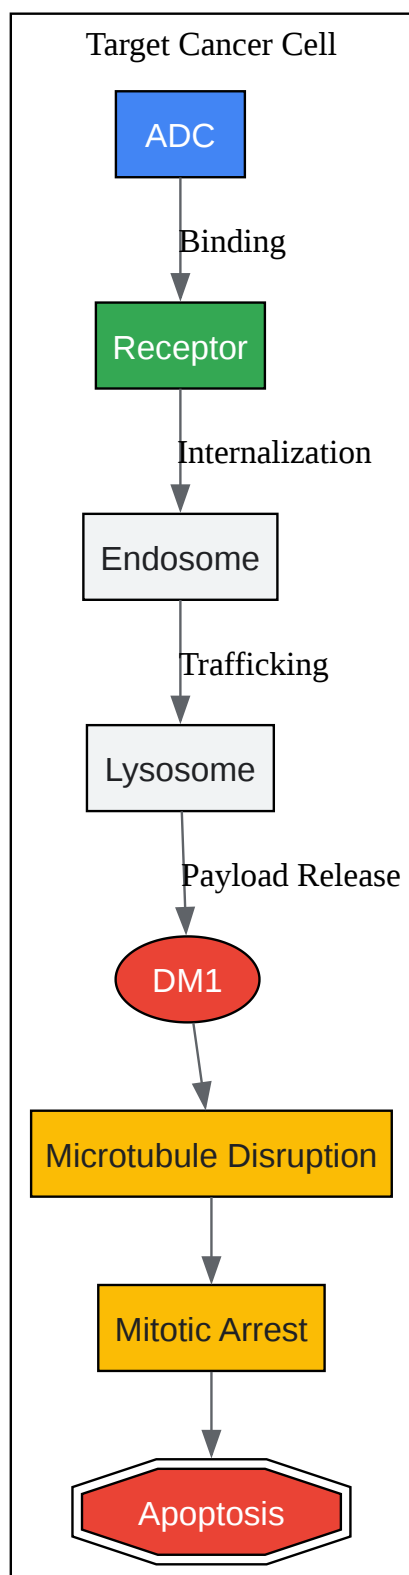 Target Cancer Cell
ADC
Binding
Receptor
Internalization
Endosome
Trafficking
Lysosome
Payload Release
DM1
Microtubule Disruption
Mitotic Arrest
Apoptosis